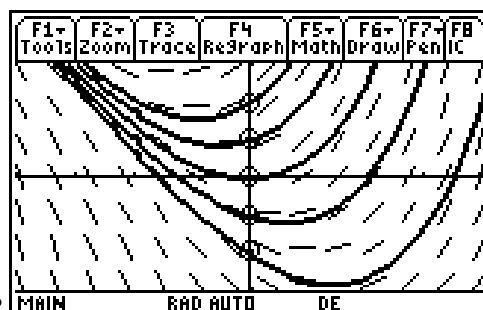 F1 F2 F3 F4 F5 F6 F7 F8
Tools Zoom Trace ReGraph Math Draw Pen IC
MAIN RAD AUTO DE